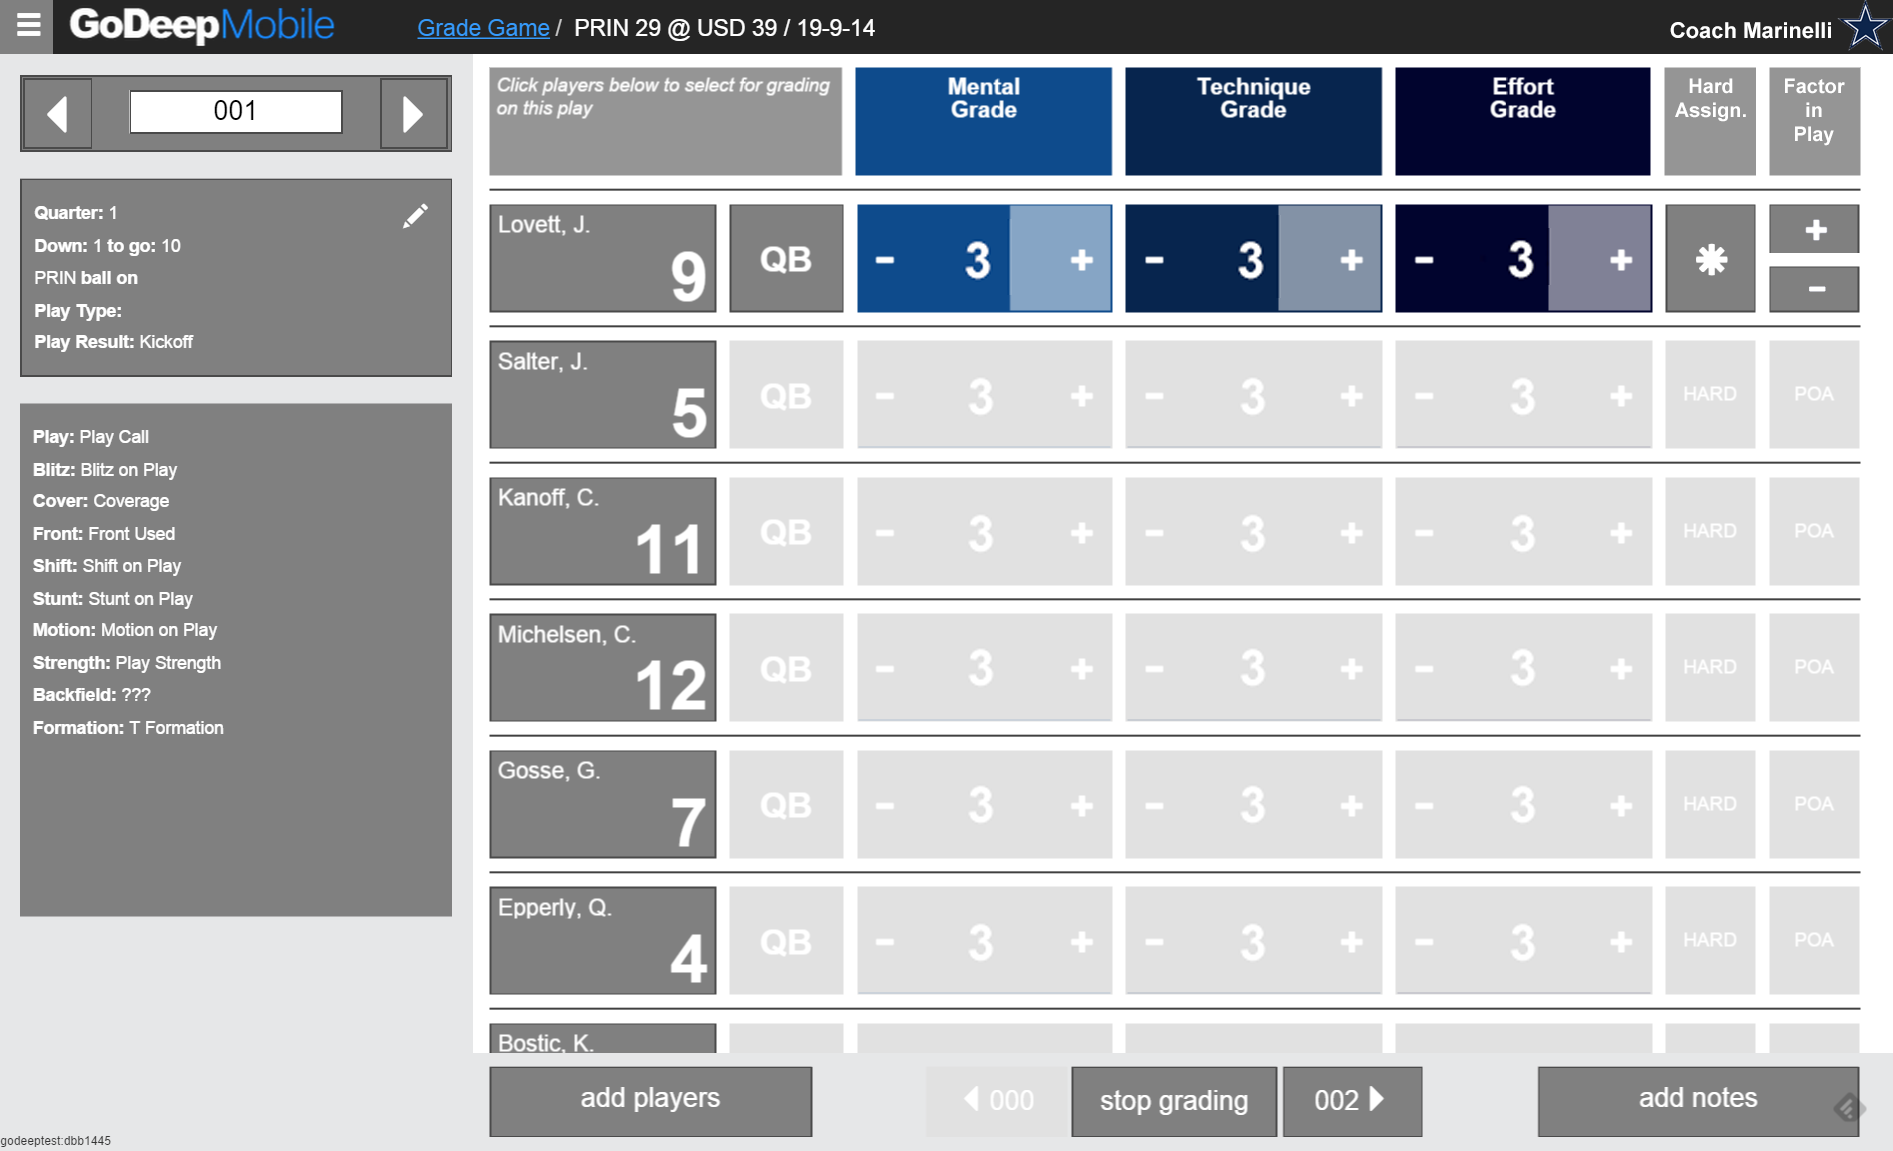 GoDeepMobile
Grade Game / PRIN 29 @ USD 39 / 19-9-14
Coach Marinelli
001
Quarter: 1
Down: 1 to go: 10
PRIN ball on
Play Type:
Play Result: Kickoff
Play: Play Call
Blitz: Blitz on Play
Cover: Coverage
Front: Front Used
Shift: Shift on Play
Stunt: Stunt on Play
Motion: Motion on Play
Strength: Play Strength
Backfield: ???
Formation: T Formation
Click players below to select for grading
on this play
Mental
Grade
Technique
Grade
Effort
Grade
Hard
Assign.
Factor
in
Play
Lovett, J.
9 QB - 3 + - 3 + - 3 + * + -
Salter, J.
5 QB - 3 + - 3 + - 3 + HARD POA
Kanoff, C.
11 QB - 3 + - 3 + - 3 + HARD POA
Michelsen, C.
12 QB - 3 + - 3 + - 3 + HARD POA
Gosse, G.
7 QB - 3 + - 3 + - 3 + HARD POA
Epperly, Q.
4 QB - 3 + - 3 + - 3 + HARD POA
Bostic, K.
add players
000
stop grading
002
add notes
godeeptest:dbb1445